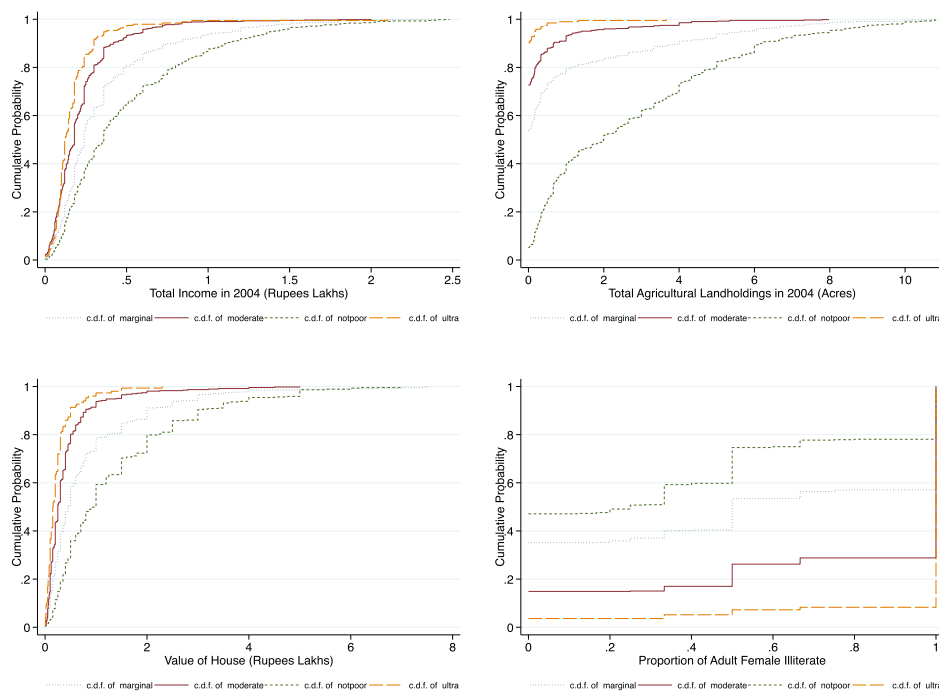 Cumulative Probability
1
.8
.6
.4
.2
0
0 .5 1 1.5 2 2.5
Total Income in 2004 (Rupees Lakhs)
c.d.f. of marginal c.d.f. of moderate c.d.f. of notpoor c.d.f. of ultra
Cumulative Probability
1
.8
.6
.4
.2
0
0 2 4 6 8 10
Total Agricultural Landholdings in 2004 (Acres)
c.d.f. of marginal c.d.f. of moderate c.d.f. of notpoor c.d.f. of ultra
Cumulative Probability
1
.8
.6
.4
.2
0
0 2 4 6 8
Value of House (Rupees Lakhs)
c.d.f. of marginal c.d.f. of moderate c.d.f. of notpoor c.d.f. of ultra
Cumulative Probability
1
.8
.6
.4
.2
0
0 .2 .4 .6 .8 1
Proportion of Adult Female Illiterate
c.d.f. of marginal c.d.f. of moderate c.d.f. of notpoor c.d.f. of ultra